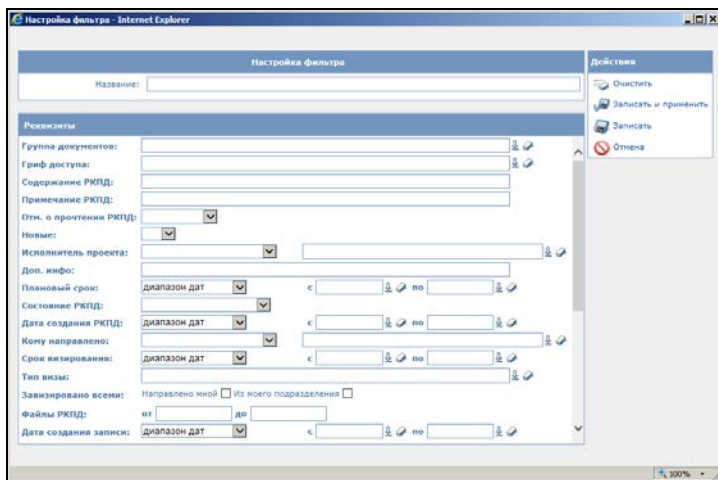 Настройка фильтра - Internet Explorer
Настройка фильтра
Название:
Действия
Очистить
Записать и применить
Записать
Отмена
Реквизиты
Группа документов:
Гриф доступа:
Содержание РКПД:
Примечание РКПД:
Отм. о прочтении РКПД:
Новые:
Исполнитель проекта:
Доп. инфо:
Плановый срок: диапазон дат с по
Состояние РКПД:
Дата создания РКПД: диапазон дат с по
Кому направлено:
Срок визирования: диапазон дат с по
Тип визы:
Завизировано всеми: Направлено мной Из моего подразделения
Файлы РКПД: от до
Дата создания записи: диапазон дат с по
100%